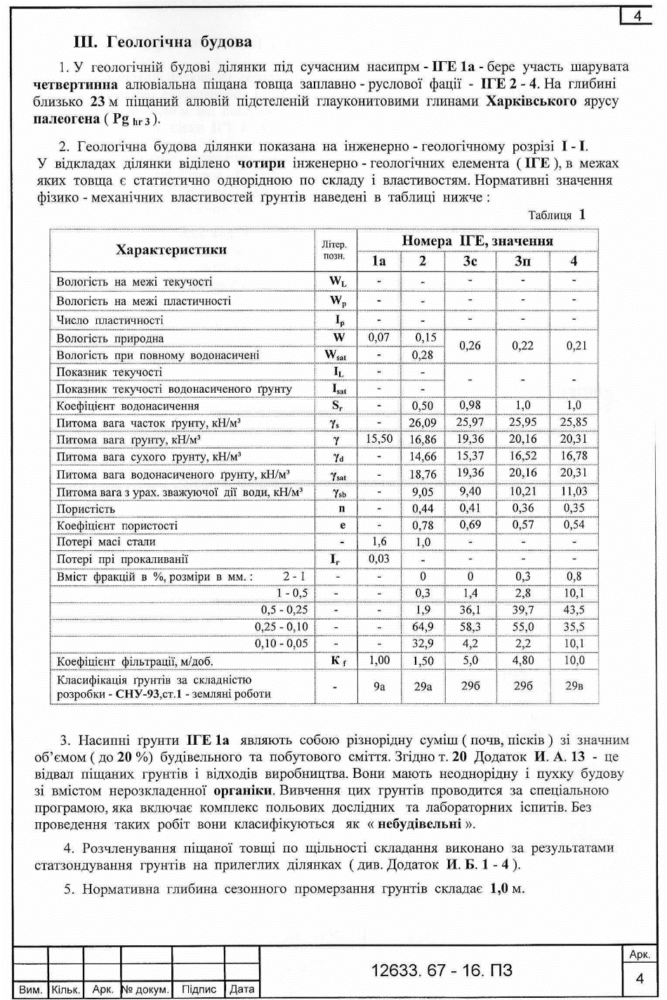 4
III. Геологічна будова
1. У геологічній будові ділянки під сучасним насипрм - ІГЕ 1а - бере участь шарувата
четвертинна алювіальна піщана товща заплавно - руслової фації - ІГЕ 2 - 4. На глибині
близько 23 м піщаний алювій підстеленій глауконитовими глинами Харківського ярусу
палеогена ( Pg hr 3 ).
2. Геологічна будова ділянки показана на інженерно - геологічному розрізі I - I.
У відкладах ділянки віділено чотири інженерно - геологічних елемента ( ІГЕ ), в межах
яких товща є статистично однорідною по складу і властивостям. Нормативні значення
фізико - механічних властивостей ґрунтів наведені в таблиці нижче :
Таблиця 1
Характеристики Літер. позн. Номера ІГЕ, значення
1а 2 3с 3п 4
Вологість на межі текучості WL - - - - -
Вологість на межі пластичності Wp - - - - -
Число пластичності Ip - - - - -
Вологість природна W 0,07 0,15 0,26 0,22 0,21
Вологість при повному водонасичені Wsat - 0,28
Показник текучості IL - - - - -
Показник текучості водонасиченого ґрунту Isat - -
Коефіцієнт водонасичення Sr - 0,50 0,98 1,0 1,0
Питома вага часток ґрунту, кН/м³ γs - 26,09 25,97 25,95 25,85
Питома вага ґрунту, кН/м³ γ 15,50 16,86 19,36 20,16 20,31
Питома вага сухого ґрунту, кН/м³ γd - 14,66 15,37 16,52 16,78
Питома вага водонасиченого ґрунту, кН/м³ γsat - 18,76 19,36 20,16 20,31
Питома вага з урах. зважуючої дії води, кН/м³ γsb - 9,05 9,40 10,21 11,03
Пористість n - 0,44 0,41 0,36 0,35
Коефіцієнт пористості e - 0,78 0,69 0,57 0,54
Потері масі стали - 1,6 1,0 - - -
Потері прі прокаливанії Ir 0,03 - - - -
Вміст фракцій в %, розміри в мм. : 2 - 1 - - 0 0 0,3 0,8
1 - 0,5 - - 0,3 1,4 2,8 10,1
0,5 - 0,25 - - 1,9 36,1 39,7 43,5
0,25 - 0,10 - - 64,9 58,3 55,0 35,5
0,10 - 0,05 - - 32,9 4,2 2,2 10,1
Коефіцієнт фільтрації, м/доб. К f 1,00 1,50 5,0 4,80 10,0
Класифікація ґрунтів за складністю
розробки - СНУ-93,ст.1 - земляні роботи - 9а 29а 29б 29б 29в
3. Насипні ґрунти ІГЕ 1а являють собою різнорідну суміш ( почв, пісків ) зі значним
об’ємом ( до 20 %) будівельного та побутового сміття. Згідно т. 20 Додаток И. А. 13 - це
відвал піщаних грунтів і відходів виробництва. Вони мають неоднорідну і пухку будову
зі вмістом нерозкладенної органіки. Вивчення цих грунтів проводится за спеціальною
програмою, яка включає комплекс польових дослідних та лабораторних іспитів. Без
проведення таких робіт вони класифікуються як « небудівельні ».
4. Розчленування піщаної товщі по щільності складання виконано за результатами
статзондування грунтів на прилеглих ділянках ( див. Додаток И. Б. 1 - 4 ).
5. Нормативна глибина сезонного промерзання грунтів складає 1,0 м.
12633. 67 - 16. ПЗ
Арк.
4
Вим. Кільк. Арк. № докум. Підпис Дата